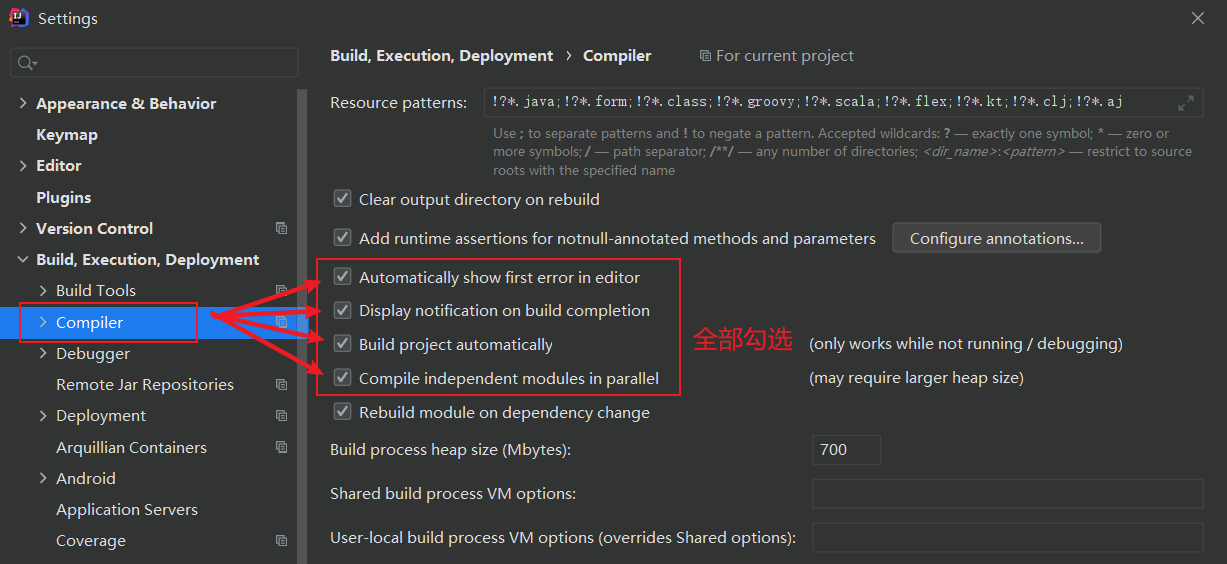 Settings
Build, Execution, Deployment › Compiler For current project
Appearance & Behavior
Keymap
Editor
Plugins
Version Control
Build, Execution, Deployment
Build Tools
Compiler
Debugger
Remote Jar Repositories
Deployment
Arquillian Containers
Android
Application Servers
Coverage
Resource patterns: !?*.java;!?*.form;!?*.class;!?*.groovy;!?*.scala;!?*.flex;!?*.kt;!?*.clj;!?*.aj
Use ; to separate patterns and ! to negate a pattern. Accepted wildcards: ? — exactly one symbol; * — zero or
more symbols; / — path separator; /**/ — any number of directories; <dir_name>:<pattern> — restrict to source
roots with the specified name
Clear output directory on rebuild
Add runtime assertions for notnull-annotated methods and parameters Configure annotations...
Automatically show first error in editor
Display notification on build completion
Build project automatically 全部勾选 (only works while not running / debugging)
Compile independent modules in parallel (may require larger heap size)
Rebuild module on dependency change
Build process heap size (Mbytes): 700
Shared build process VM options:
User-local build process VM options (overrides Shared options):